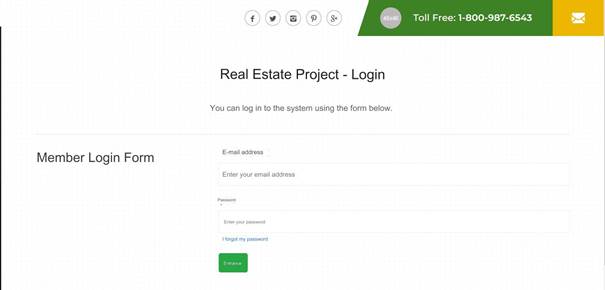 45x45
Toll Free: 1-800-987-6543
Real Estate Project - Login
You can log in to the system using the form below.
Member Login Form
E-mail address
Enter your email address
Password
*
Enter your password
I forgot my password
Entrance